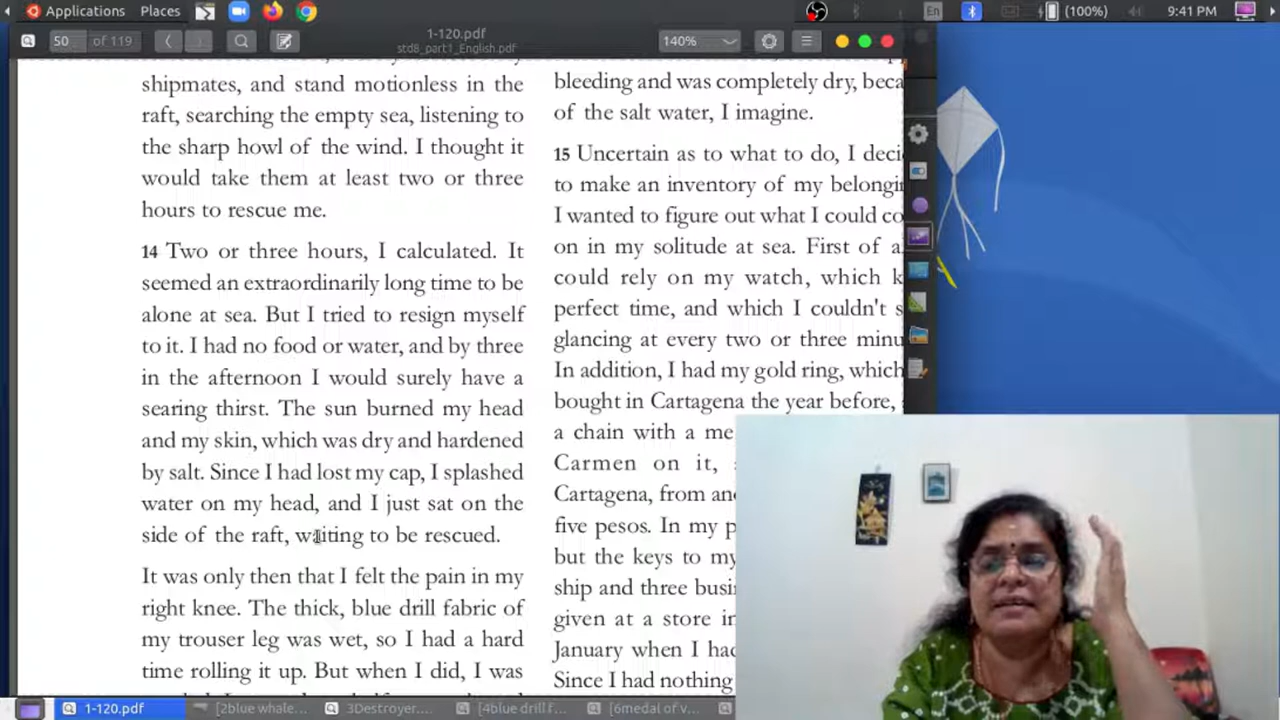 Applications Places En (100%) 9:41 PM
50 of 119 1-120.pdf 140%
std8_part1_English.pdf
shipmates, and stand motionless in the
raft, searching the empty sea, listening to
the sharp howl of the wind. I thought it
would take them at least two or three
hours to rescue me.
14 Two or three hours, I calculated. It
seemed an extraordinarily long time to be
alone at sea. But I tried to resign myself
to it. I had no food or water, and by three
in the afternoon I would surely have a
searing thirst. The sun burned my head
and my skin, which was dry and hardened
by salt. Since I had lost my cap, I splashed
water on my head, and I just sat on the
side of the raft, waiting to be rescued.
It was only then that I felt the pain in my
right knee. The thick, blue drill fabric of
my trouser leg was wet, so I had a hard
time rolling it up. But when I did, I was
bleeding and was completely dry, beca
of the salt water, I imagine.
15 Uncertain as to what to do, I deci
to make an inventory of my belongin
I wanted to figure out what I could co
on in my solitude at sea. First of a
could rely on my watch, which k
perfect time, and which I couldn't s
glancing at every two or three minu
In addition, I had my gold ring, which
bought in Cartagena the year before,
a chain with a me
Carmen on it,
Cartagena, from an
five pesos. In my p
but the keys to my
ship and three busi
given at a store in
January when I had
Since I had nothing
1-120.pdf [2blue whale... 3Destroyer.... [4blue drill f... [6medal of v...